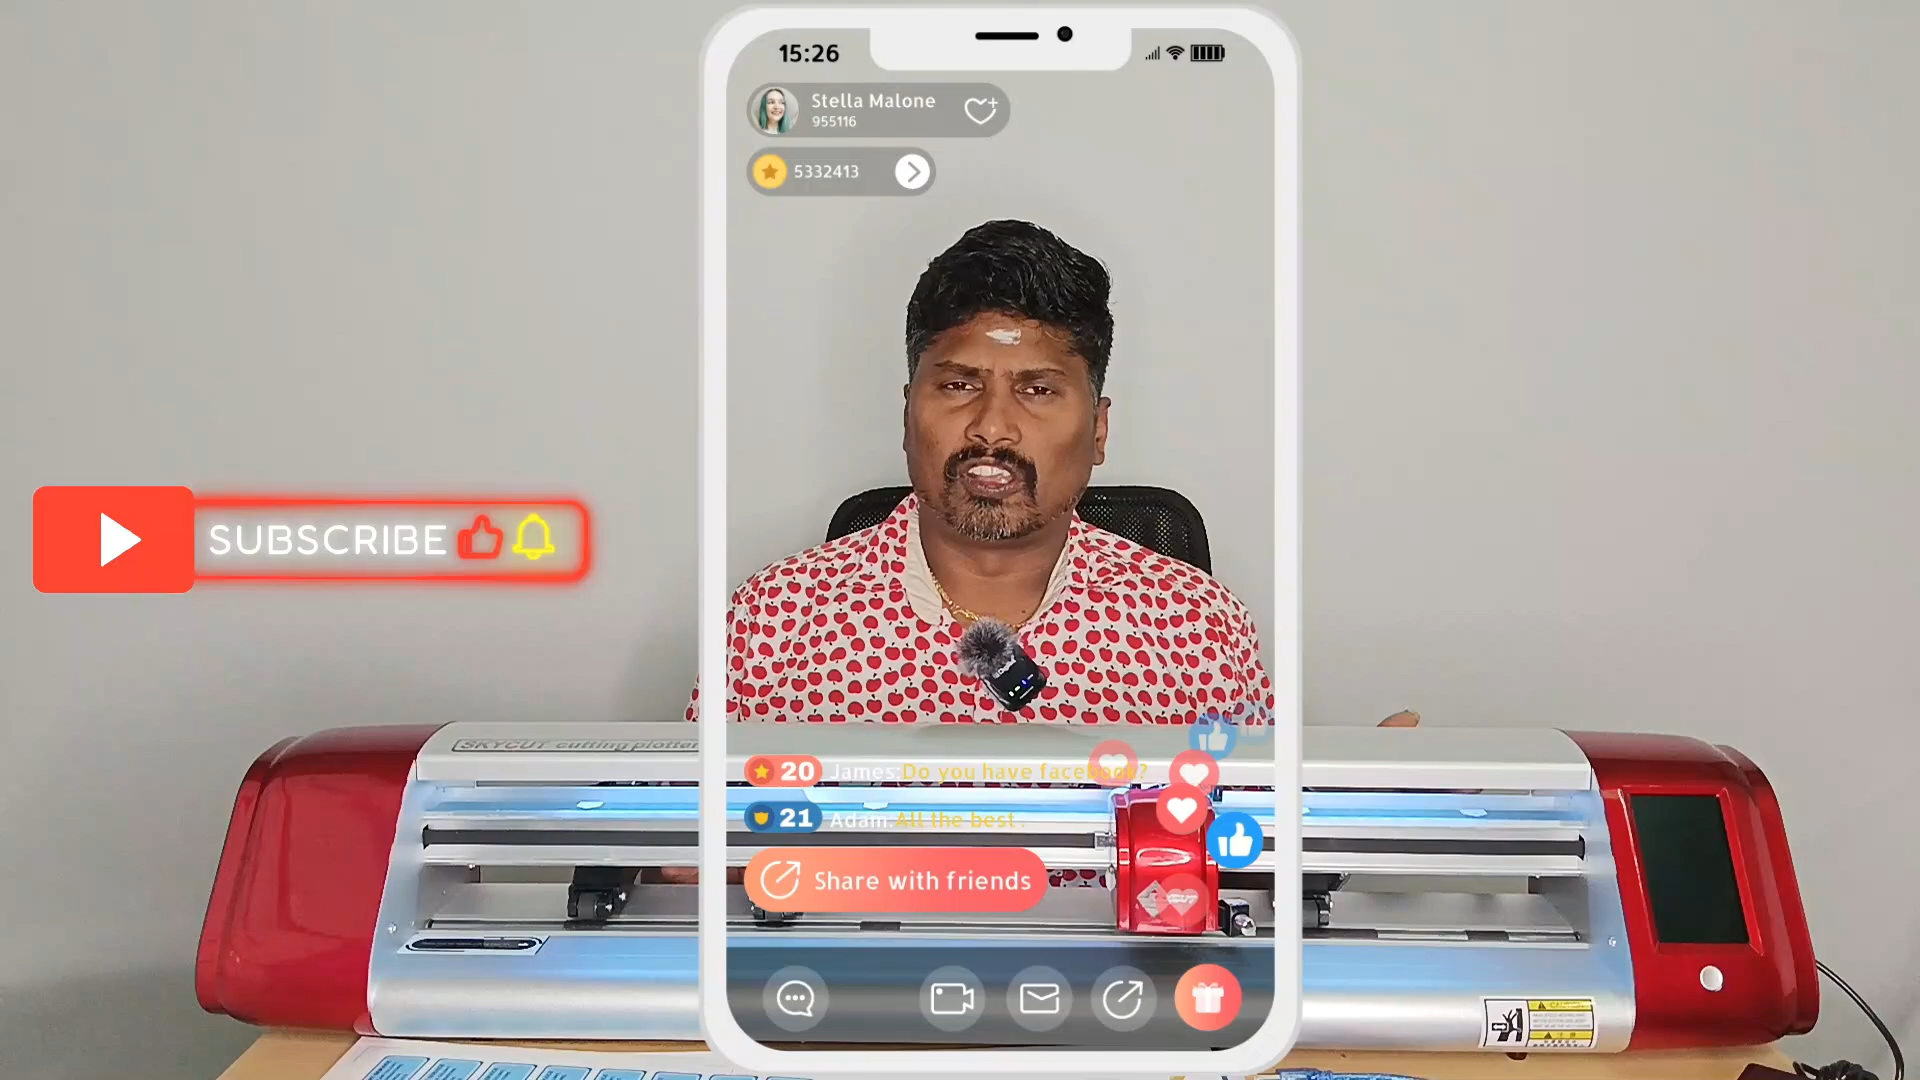 15:26
Stella Malone
955116
5332413
SUBSCRIBE
SKYCUT cutting plotter
20 James:Do you have facebook?
21 Adam:All the best .
Share with friends
CAUTION